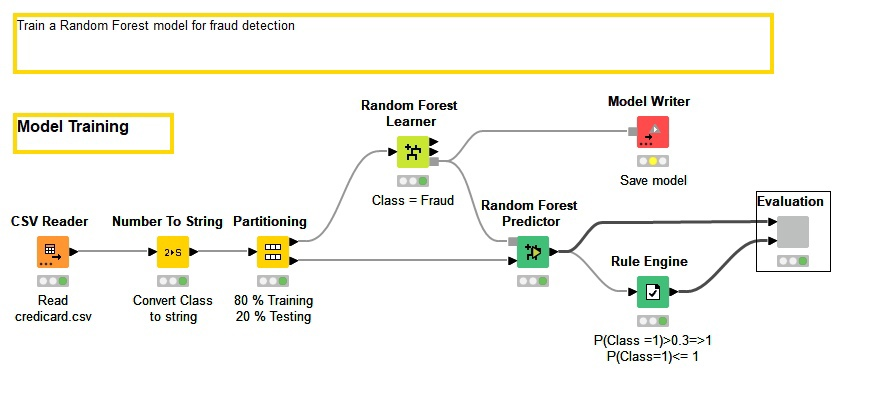 Train a Random Forest model for fraud detection
Model Training
Random Forest
Learner
Class = Fraud
Model Writer
Save model
CSV Reader
Read
credicard.csv
Number To String
2▸S
Convert Class
to string
Partitioning
80 % Training
20 % Testing
Random Forest
Predictor
Rule Engine
P(Class =1)>0.3=>1
P(Class=1)<= 1
Evaluation